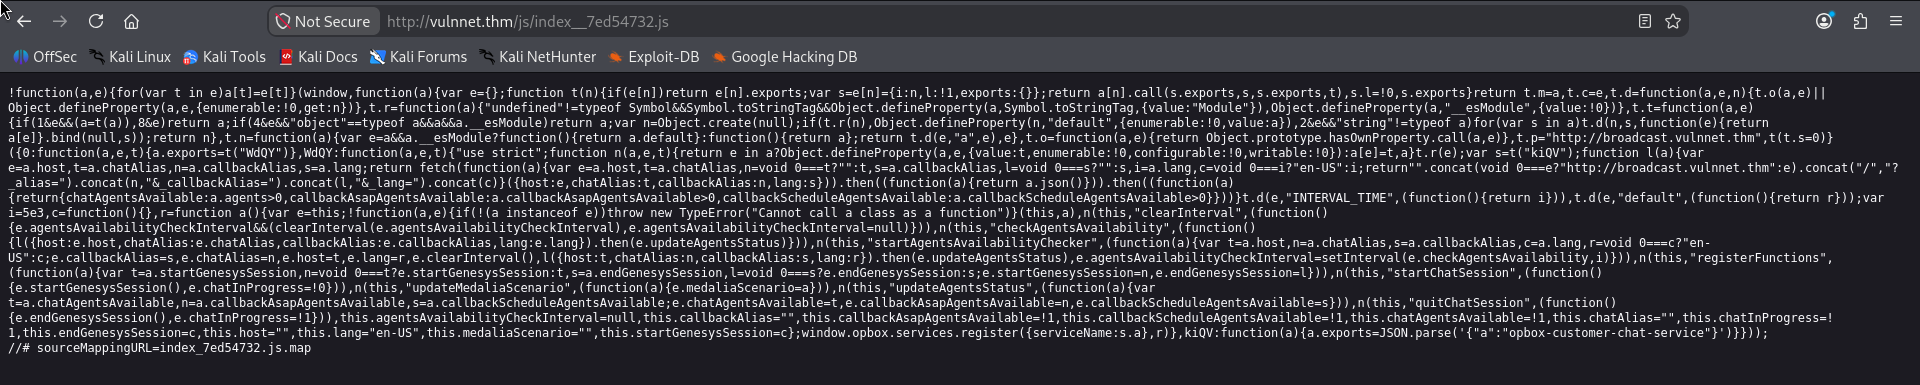 Not Secure http://vulnnet.thm/js/index__7ed54732.js
OffSec Kali Linux Kali Tools Kali Docs Kali Forums Kali NetHunter Exploit-DB Google Hacking DB
!function(a,e){for(var t in e)a[t]=e[t]}(window,function(a){var e={};function t(n){if(e[n])return e[n].exports;var s=e[n]={i:n,l:!1,exports:{}};return a[n].call(s.exports,s,s.exports,t),s.l=!0,s.exports}return t.m=a,t.c=e,t.d=function(a,e,n){t.o(a,e)||
Object.defineProperty(a,e,{enumerable:!0,get:n})},t.r=function(a){"undefined"!=typeof Symbol&&Symbol.toStringTag&&Object.defineProperty(a,Symbol.toStringTag,{value:"Module"}),Object.defineProperty(a,"__esModule",{value:!0})},t.t=function(a,e)
{if(1&e&&(a=t(a)),8&e)return a;if(4&e&&"object"==typeof a&&a&&a.__esModule)return a;var n=Object.create(null);if(t.r(n),Object.defineProperty(n,"default",{enumerable:!0,value:a}),2&e&&"string"!=typeof a)for(var s in a)t.d(n,s,function(e){return
a[e]}.bind(null,s));return n},t.n=function(a){var e=a&&a.__esModule?function(){return a.default}:function(){return a};return t.d(e,"a",e),e},t.o=function(a,e){return Object.prototype.hasOwnProperty.call(a,e)},t.p="http://broadcast.vulnnet.thm",t(t.s=0)}
({0:function(a,e,t){a.exports=t("WdQY")},WdQY:function(a,e,t){"use strict";function n(a,e,t){return e in a?Object.defineProperty(a,e,{value:t,enumerable:!0,configurable:!0,writable:!0}):a[e]=t,a}t.r(e);var s=t("kiQV");function l(a){var
e=a.host,t=a.chatAlias,n=a.callbackAlias,s=a.lang;return fetch(function(a){var e=a.host,t=a.chatAlias,n=void 0===t?"":t,s=a.callbackAlias,l=void 0===s?"":s,i=a.lang,c=void 0===i?"en-US":i;return"".concat(void 0===e?"http://broadcast.vulnnet.thm":e).concat("/","?
_alias=").concat(n,"&_callbackAlias=").concat(l,"&_lang=").concat(c)}({host:e,chatAlias:t,callbackAlias:n,lang:s})).then((function(a){return a.json()})).then((function(a)
{return{chatAgentsAvailable:a.agents>0,callbackAsapAgentsAvailable:a.callbackAsapAgentsAvailable>0,callbackScheduleAgentsAvailable:a.callbackScheduleAgentsAvailable>0}}))}t.d(e,"INTERVAL_TIME",(function(){return i})),t.d(e,"default",(function(){return r}));var
i=5e3,c=function(){},r=function a(){var e=this;!function(a,e){if(!(a instanceof e))throw new TypeError("Cannot call a class as a function")}(this,a),n(this,"clearInterval",(function()
{e.agentsAvailabilityCheckInterval&&(clearInterval(e.agentsAvailabilityCheckInterval),e.agentsAvailabilityCheckInterval=null)})),n(this,"checkAgentsAvailability",(function()
{l({host:e.host,chatAlias:e.chatAlias,callbackAlias:e.callbackAlias,lang:e.lang}).then(e.updateAgentsStatus)})),n(this,"startAgentsAvailabilityChecker",(function(a){var t=a.host,n=a.chatAlias,s=a.callbackAlias,c=a.lang,r=void 0===c?"en-
US":c;e.callbackAlias=s,e.chatAlias=n,e.host=t,e.lang=r,e.clearInterval(),l({host:t,chatAlias:n,callbackAlias:s,lang:r}).then(e.updateAgentsStatus),e.agentsAvailabilityCheckInterval=setInterval(e.checkAgentsAvailability,i)})),n(this,"registerFunctions",
(function(a){var t=a.startGenesysSession,n=void 0===t?e.startGenesysSession:t,s=a.endGenesysSession,l=void 0===s?e.endGenesysSession:s;e.startGenesysSession=n,e.endGenesysSession=l})),n(this,"startChatSession",(function()
{e.startGenesysSession(),e.chatInProgress=!0})),n(this,"updateMedaliaScenario",(function(a){e.medaliaScenario=a})),n(this,"updateAgentsStatus",(function(a){var
t=a.chatAgentsAvailable,n=a.callbackAsapAgentsAvailable,s=a.callbackScheduleAgentsAvailable;e.chatAgentsAvailable=t,e.callbackAsapAgentsAvailable=n,e.callbackScheduleAgentsAvailable=s})),n(this,"quitChatSession",(function()
{e.endGenesysSession(),e.chatInProgress=!1})),this.agentsAvailabilityCheckInterval=null,this.callbackAlias="",this.callbackAsapAgentsAvailable=!1,this.callbackScheduleAgentsAvailable=!1,this.chatAgentsAvailable=!1,this.chatAlias="",this.chatInProgress=!
1,this.endGenesysSession=c,this.host="",this.lang="en-US",this.medaliaScenario="",this.startGenesysSession=c};window.opbox.services.register({serviceName:s.a},r)},kiQV:function(a){a.exports=JSON.parse('{"a":"opbox-customer-chat-service"}')}}));
//# sourceMappingURL=index_7ed54732.js.map